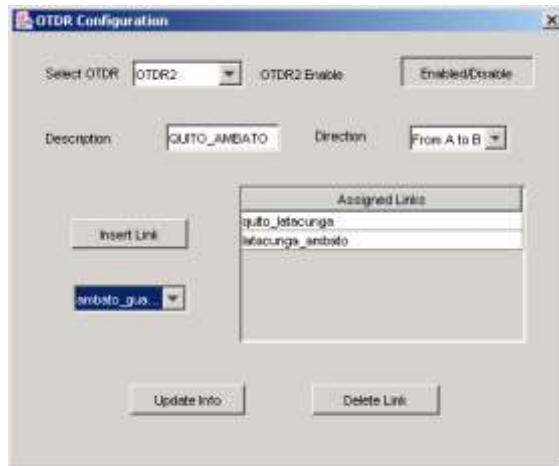 OTDR Configuration
Select OTDR OTDR2 OTDR2 Enable Enabled/Disable
Description QUITO_AMBATO Direction From A to B
Assigned Links
quito_latacunga
latacunga_ambato
Insert Link
ambato_gua...
Update Info Delete Link